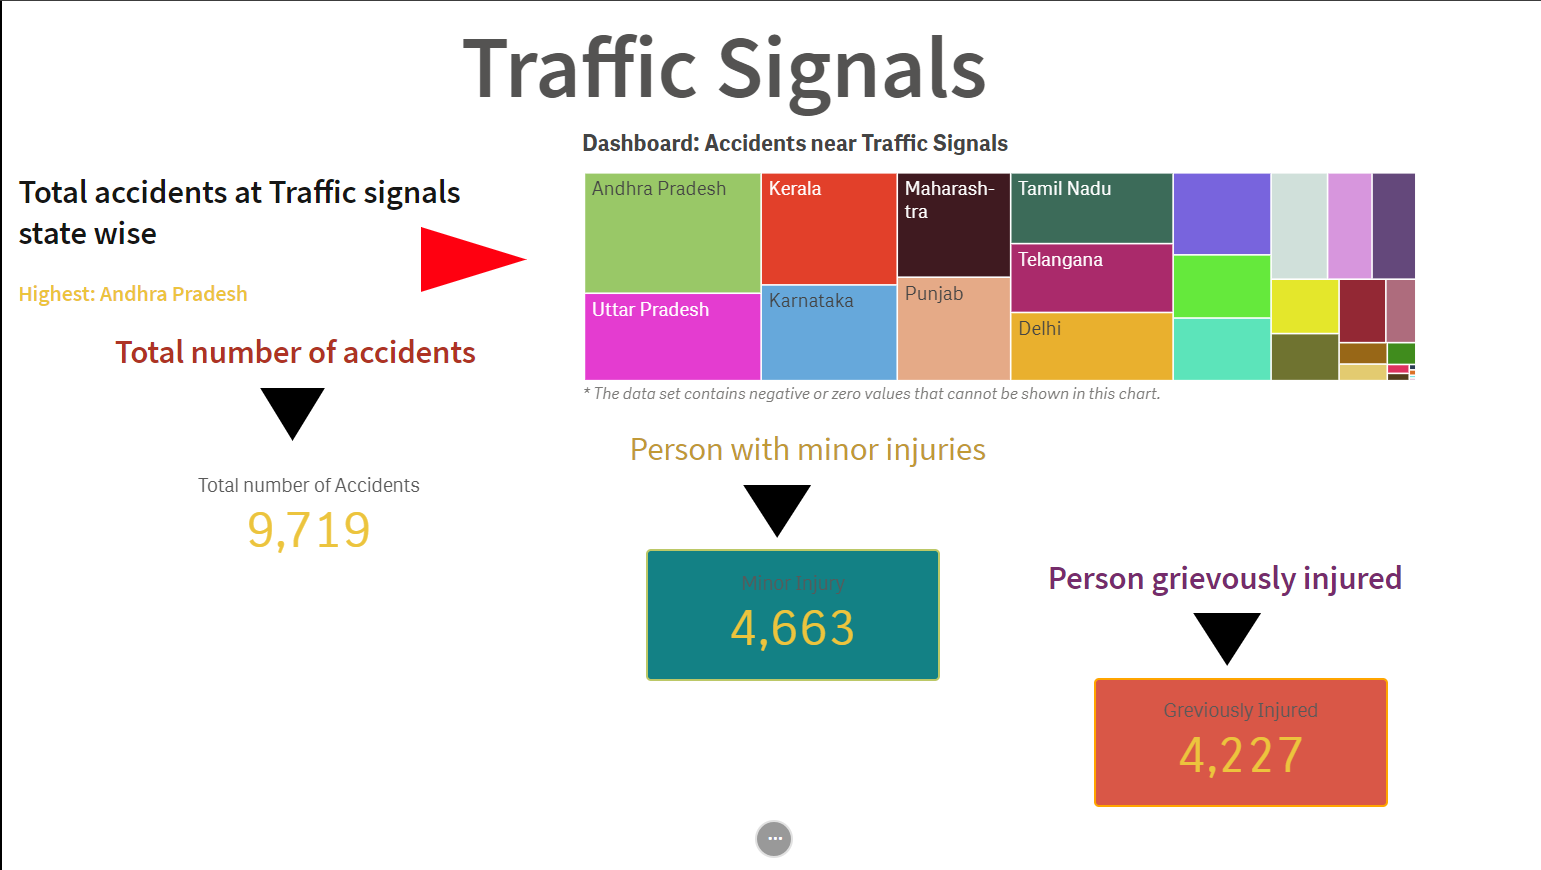 Traffic Signals
Dashboard: Accidents near Traffic Signals
Total accidents at Traffic signals
state wise
Highest: Andhra Pradesh
Andhra Pradesh
Uttar Pradesh
Kerala
Karnataka
Maharash-
tra
Punjab
Tamil Nadu
Telangana
Delhi
* The data set contains negative or zero values that cannot be shown in this chart.
Total number of accidents
Total number of Accidents
9,719
Person with minor injuries
Minor Injury
4,663
Person grievously injured
Greviously Injured
4,227